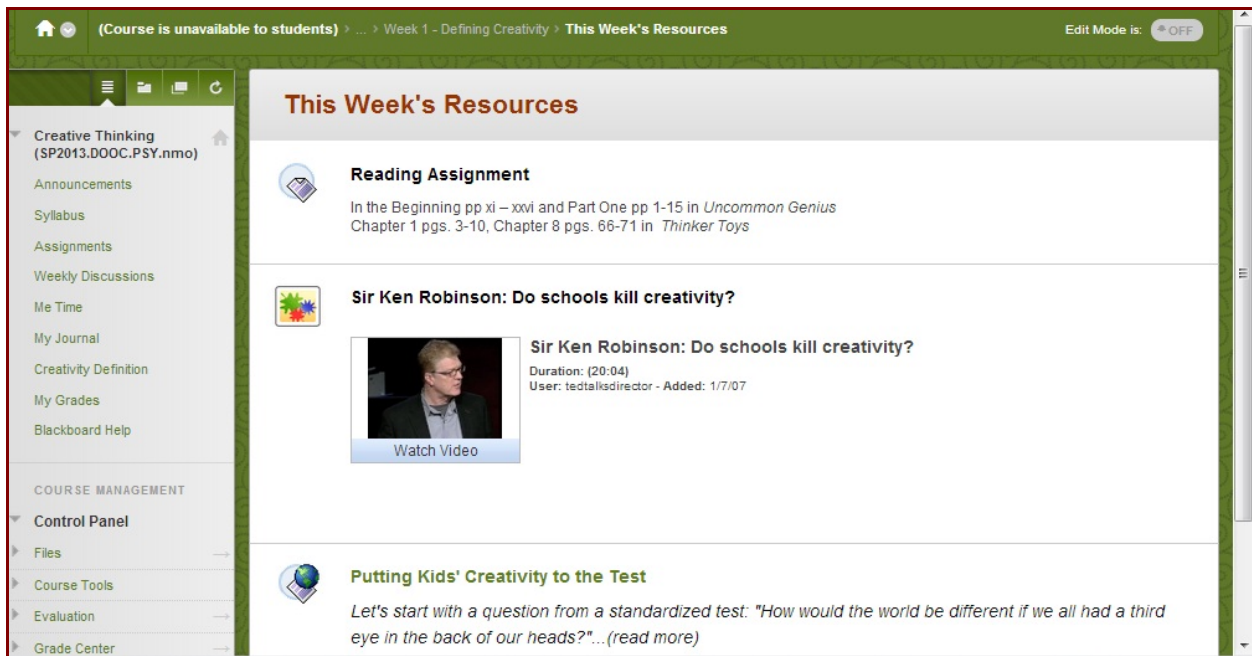 (Course is unavailable to students) > ... > Week 1 - Defining Creativity > This Week's Resources
Edit Mode is: OFF
Creative Thinking
(SP2013.DOOC.PSY.nmo)
Announcements
Syllabus
Assignments
Weekly Discussions
Me Time
My Journal
Creativity Definition
My Grades
Blackboard Help
COURSE MANAGEMENT
Control Panel
Files
Course Tools
Evaluation
Grade Center
This Week's Resources
Reading Assignment
In the Beginning pp xi – xxvi and Part One pp 1-15 in Uncommon Genius
Chapter 1 pgs. 3-10, Chapter 8 pgs. 66-71 in Thinker Toys
Sir Ken Robinson: Do schools kill creativity?
Sir Ken Robinson: Do schools kill creativity?
Duration: (20:04)
User: tedtalksdirector - Added: 1/7/07
Watch Video
Putting Kids' Creativity to the Test
Let's start with a question from a standardized test: "How would the world be different if we all had a third
eye in the back of our heads?"...(read more)